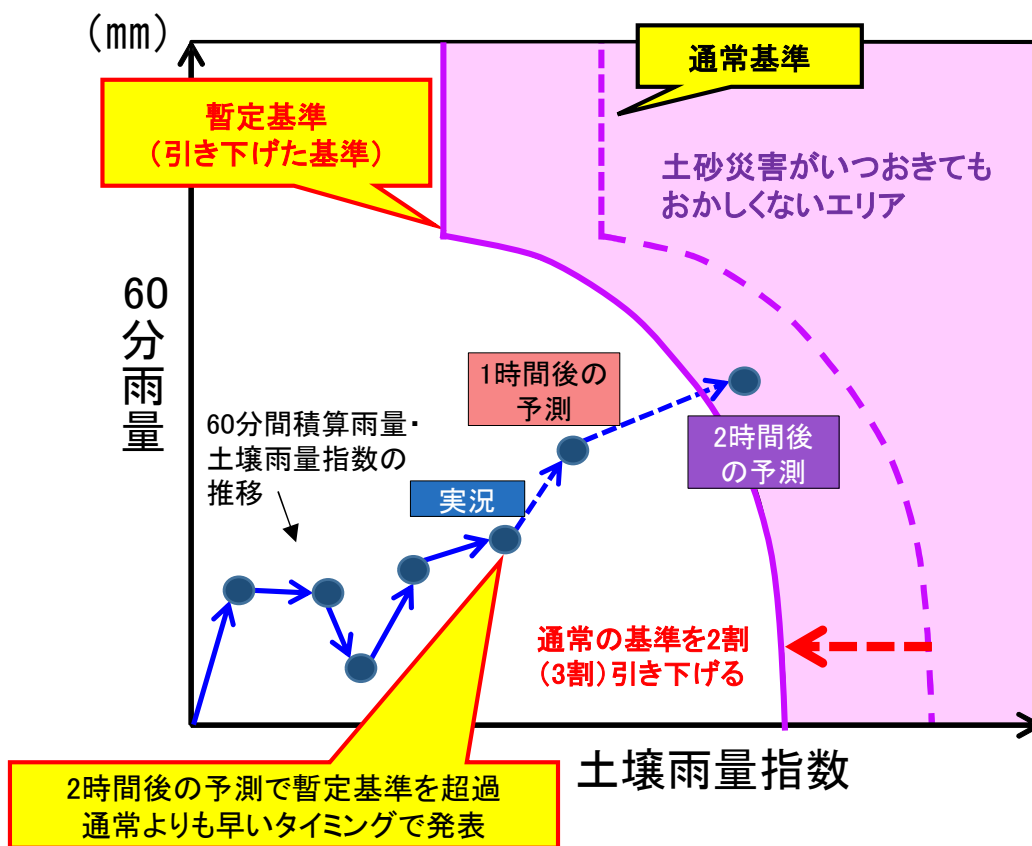 (mm)
通常基準
暫定基準
(引き下げた基準)
土砂災害がいつおきても
おかしくないエリア
60
分
雨
量
1時間後の
予測
2時間後
の予測
60分間積算雨量・
土壌雨量指数の
推移
実況
通常の基準を2割
(3割)引き下げる
土壌雨量指数
2時間後の予測で暫定基準を超過
通常よりも早いタイミングで発表